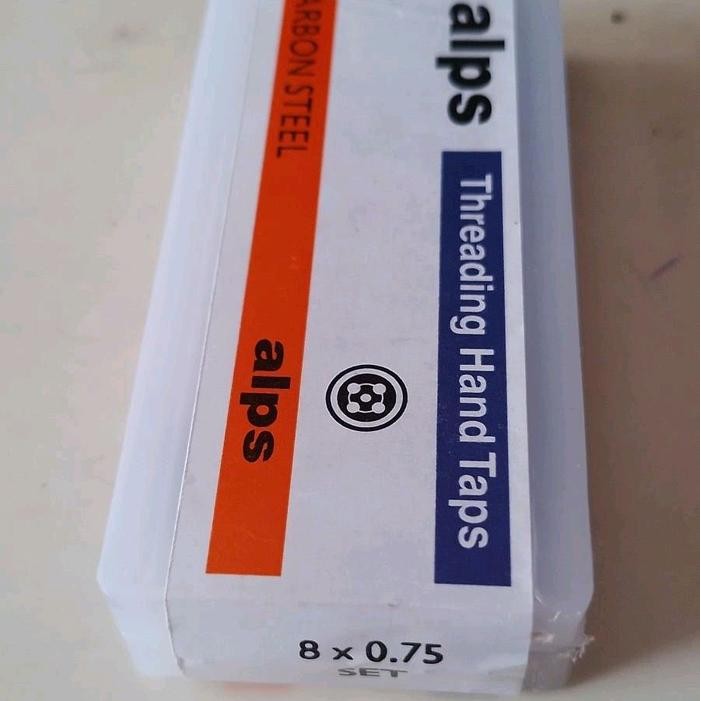 alps
Threading Hand Taps
ARBON STEEL
alps
8 x 0.75
SET